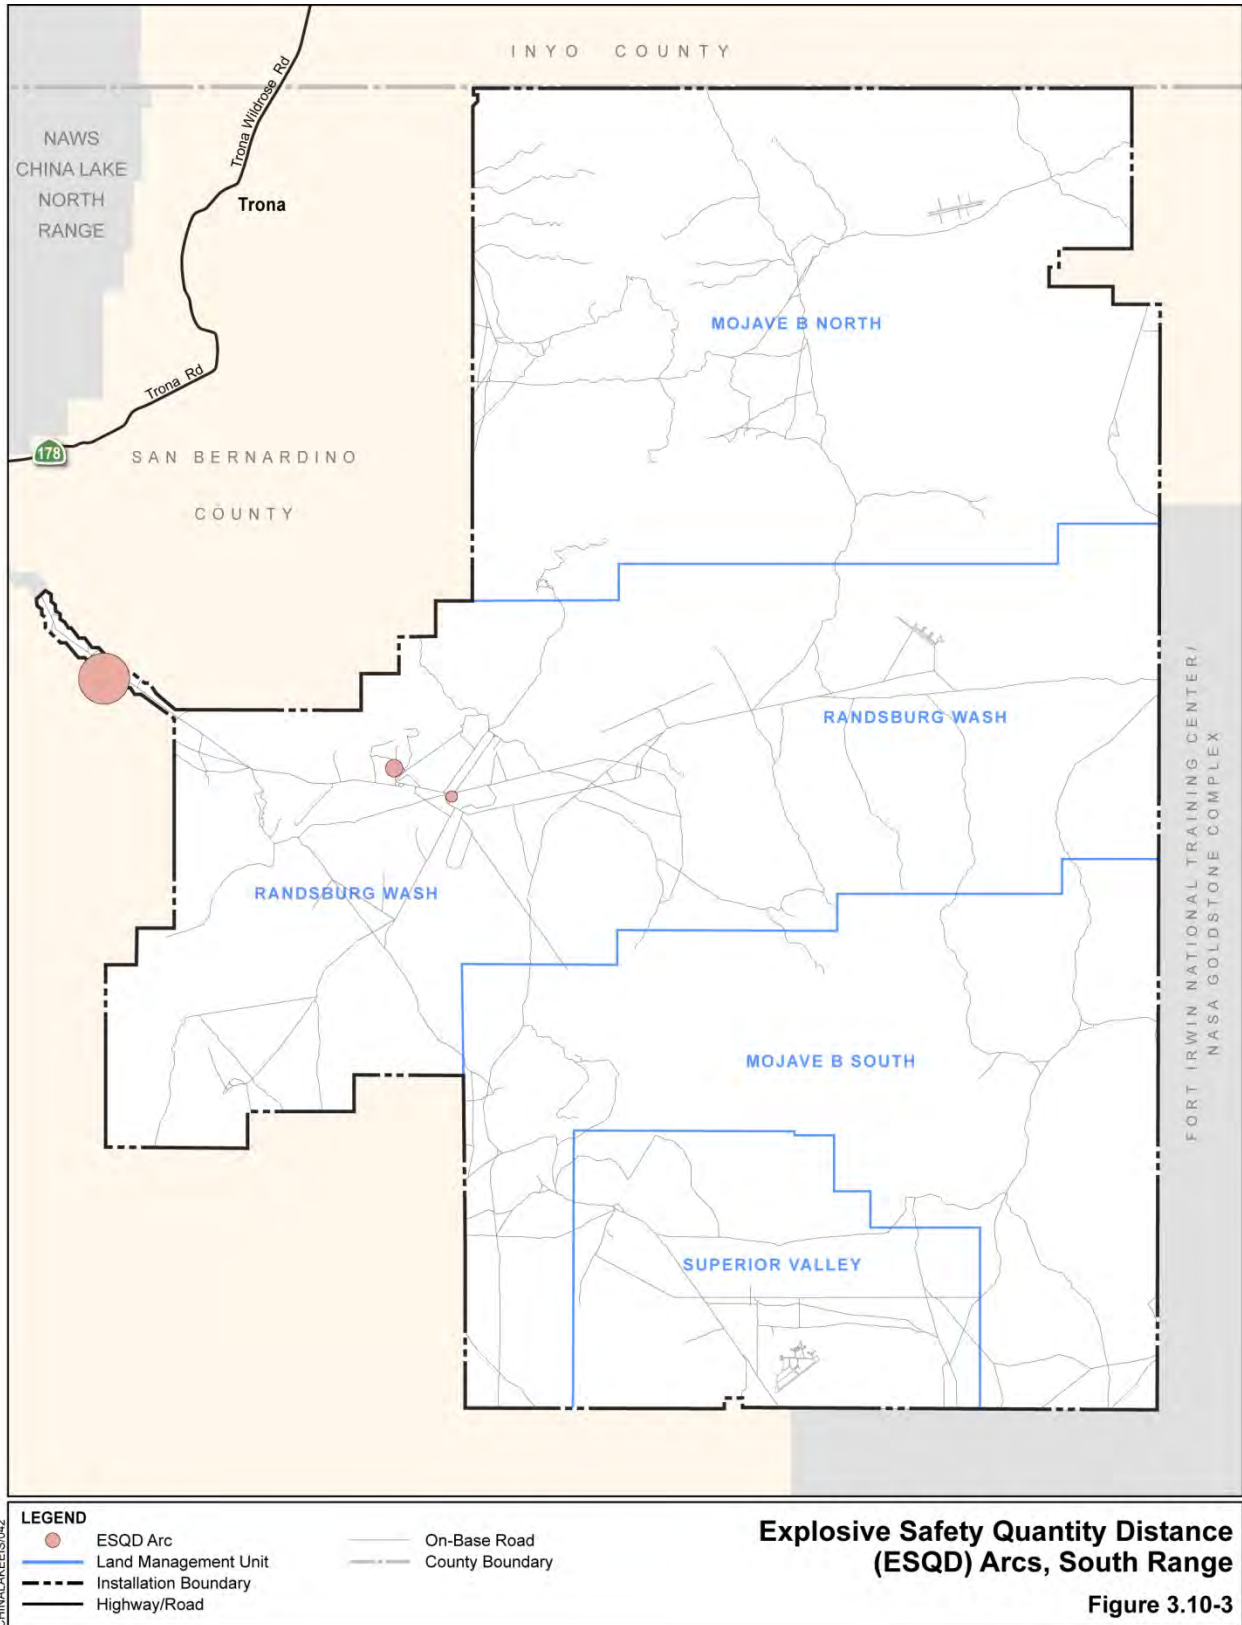 INYO COUNTY
Trona Wildrose Rd
NAWS
CHINA LAKE
NORTH
RANGE
Trona
MOJAVE B NORTH
Trona Rd
178
SAN BERNARDINO
COUNTY
RANDSBURG WASH
RANDSBURG WASH
FORT IRWIN NATIONAL TRAINING CENTER/
NASA GOLDSTONE COMPLEX
MOJAVE B SOUTH
SUPERIOR VALLEY
LEGEND
ESQD Arc
Land Management Unit
Installation Boundary
Highway/Road
On-Base Road
County Boundary
Explosive Safety Quantity Distance
(ESQD) Arcs, South Range
Figure 3.10-3